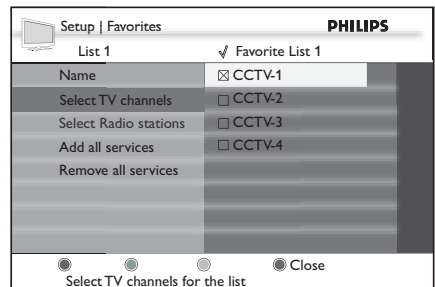 Setup | Favorites PHILIPS
List 1 √ Favorite List 1
Name ☒ CCTV-1
Select TV channels □ CCTV-2
Select Radio stations □ CCTV-3
Add all services □ CCTV-4
Remove all services
Close
Select TV channels for the list